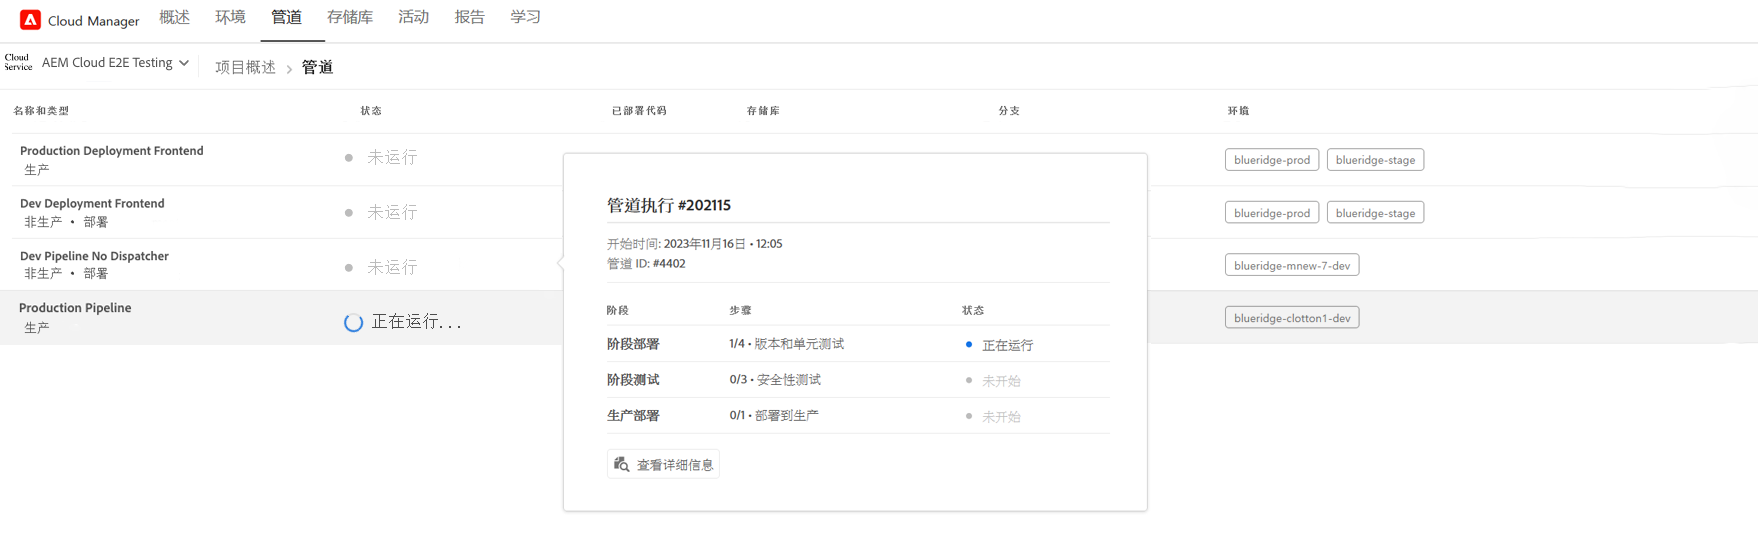 Cloud Manager 概述 环境 管道 存储库 活动 报告 学习
Cloud Service AEM Cloud E2E Testing 项目概述 › 管道
名称和类型 状态 已部署代码 存储库 分支 环境
Production Deployment Frontend
生产
未运行
blueridge-prod blueridge-stage
Dev Deployment Frontend
非生产 • 部署
未运行
blueridge-prod blueridge-stage
Dev Pipeline No Dispatcher
非生产 • 部署
未运行
blueridge-mnew-7-dev
Production Pipeline
生产
正在运行...
blueridge-clotton1-dev
管道执行 #202115
开始时间: 2023年11月16日 • 12:05
管道 ID: #4402
阶段 步骤 状态
阶段部署 1/4 • 版本和单元测试 正在运行
阶段测试 0/3 • 安全性测试 未开始
生产部署 0/1 • 部署到生产 未开始
查看详细信息